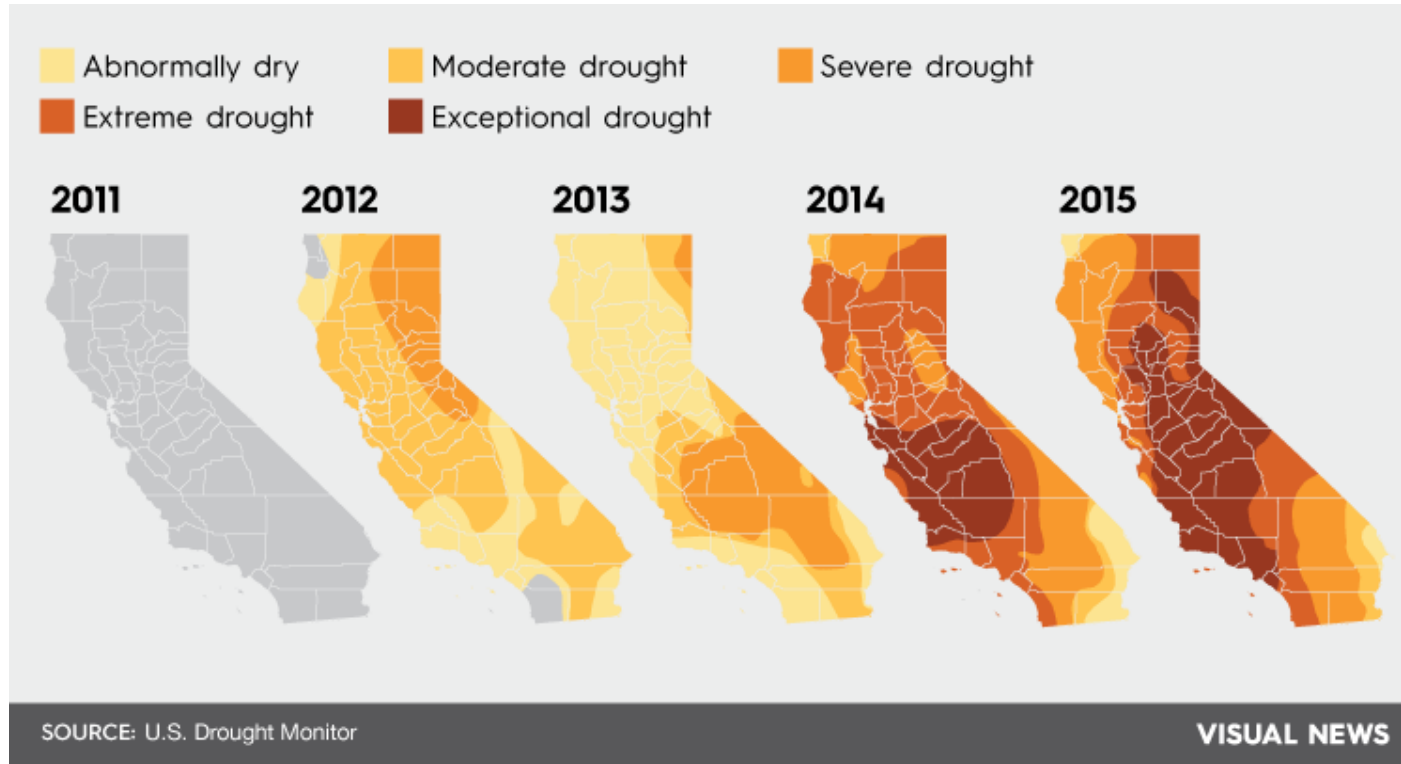 Abnormally dry
Moderate drought
Severe drought
Extreme drought
Exceptional drought
2011
2012
2013
2014
2015
SOURCE: U.S. Drought Monitor
VISUAL NEWS